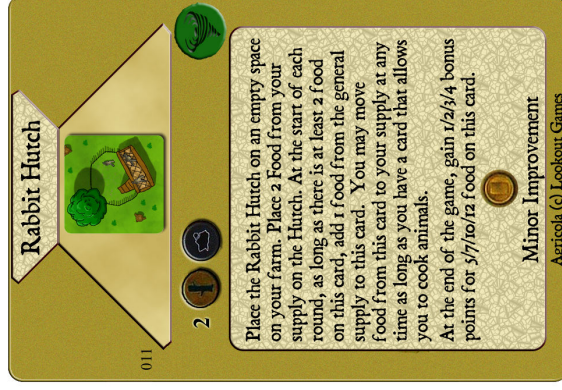 Rabbit Hutch
011
2
Place the Rabbit Hutch on an empty space
on your farm. Place 2 Food from your
supply on the Hutch. At the start of each
round, as long as there is at least 2 food
on this card, add 1 food from the general
supply to this card. You may move
food from this card to your supply at any
time as long as you have a card that allows
you to cook animals.
At the end of the game, gain 1/2/3/4 bonus
points for 5/7/10/12 food on this card.
Minor Improvement
Agricola (c) Lookout Games